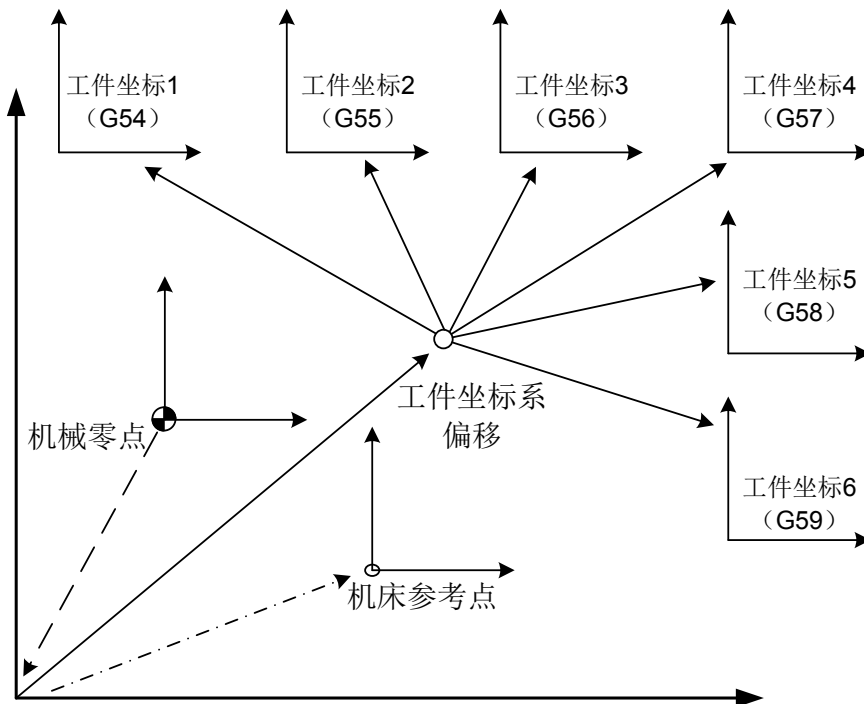 工件坐标1
（G54）
工件坐标2
（G55）
工件坐标3
（G56）
工件坐标4
（G57）
工件坐标5
（G58）
工件坐标系
偏移
机械零点
工件坐标6
（G59）
机床参考点